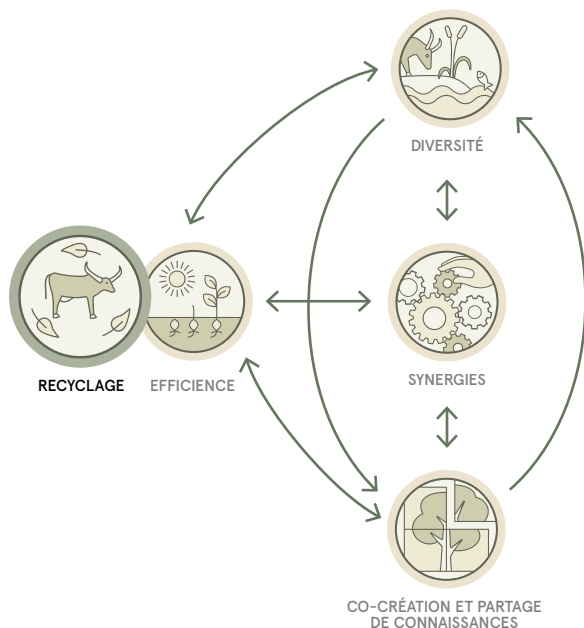 DIVERSITÉ
RECYCLAGE
EFFICIENCE
SYNERGIES
CO-CRÉATION ET PARTAGE
DE CONNAISSANCES